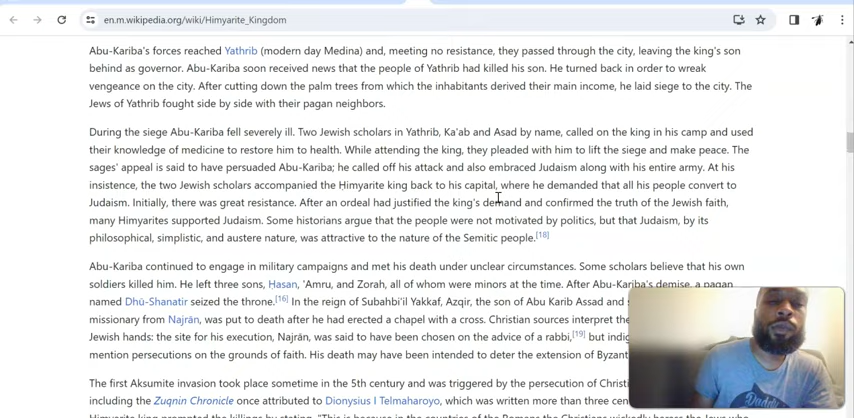 en.m.wikipedia.org/wiki/Himyarite_Kingdom
Abu-Kariba's forces reached Yathrib (modern day Medina) and, meeting no resistance, they passed through the city, leaving the king's son
behind as governor. Abu-Kariba soon received news that the people of Yathrib had killed his son. He turned back in order to wreak
vengeance on the city. After cutting down the palm trees from which the inhabitants derived their main income, he laid siege to the city. The
Jews of Yathrib fought side by side with their pagan neighbors.
During the siege Abu-Kariba fell severely ill. Two Jewish scholars in Yathrib, Ka'ab and Asad by name, called on the king in his camp and used
their knowledge of medicine to restore him to health. While attending the king, they pleaded with him to lift the siege and make peace. The
sages' appeal is said to have persuaded Abu-Kariba; he called off his attack and also embraced Judaism along with his entire army. At his
insistence, the two Jewish scholars accompanied the Ḥimyarite king back to his capital, where he demanded that all his people convert to
Judaism. Initially, there was great resistance. After an ordeal had justified the king's demand and confirmed the truth of the Jewish faith,
many Himyarites supported Judaism. Some historians argue that the people were not motivated by politics, but that Judaism, by its
philosophical, simplistic, and austere nature, was attractive to the nature of the Semitic people.[18]
Abu-Kariba continued to engage in military campaigns and met his death under unclear circumstances. Some scholars believe that his own
soldiers killed him. He left three sons, Ḥasan, 'Amru, and Zorah, all of whom were minors at the time. After Abu-Kariba's demise, a pagan
named Dhū-Shanatir seized the throne.[16] In the reign of Subahbi'il Yakkaf, Azqir, the son of Abu Karib Assad and
missionary from Najrān, was put to death after he had erected a chapel with a cross. Christian sources interpret the
Jewish hands: the site for his execution, Najrān, was said to have been chosen on the advice of a rabbi,[19] but indig
mention persecutions on the grounds of faith. His death may have been intended to deter the extension of Byzant
The first Aksumite invasion took place sometime in the 5th century and was triggered by the persecution of Christi
including the Zuqnin Chronicle once attributed to Dionysius I Telmaharoyo, which was written more than three cen